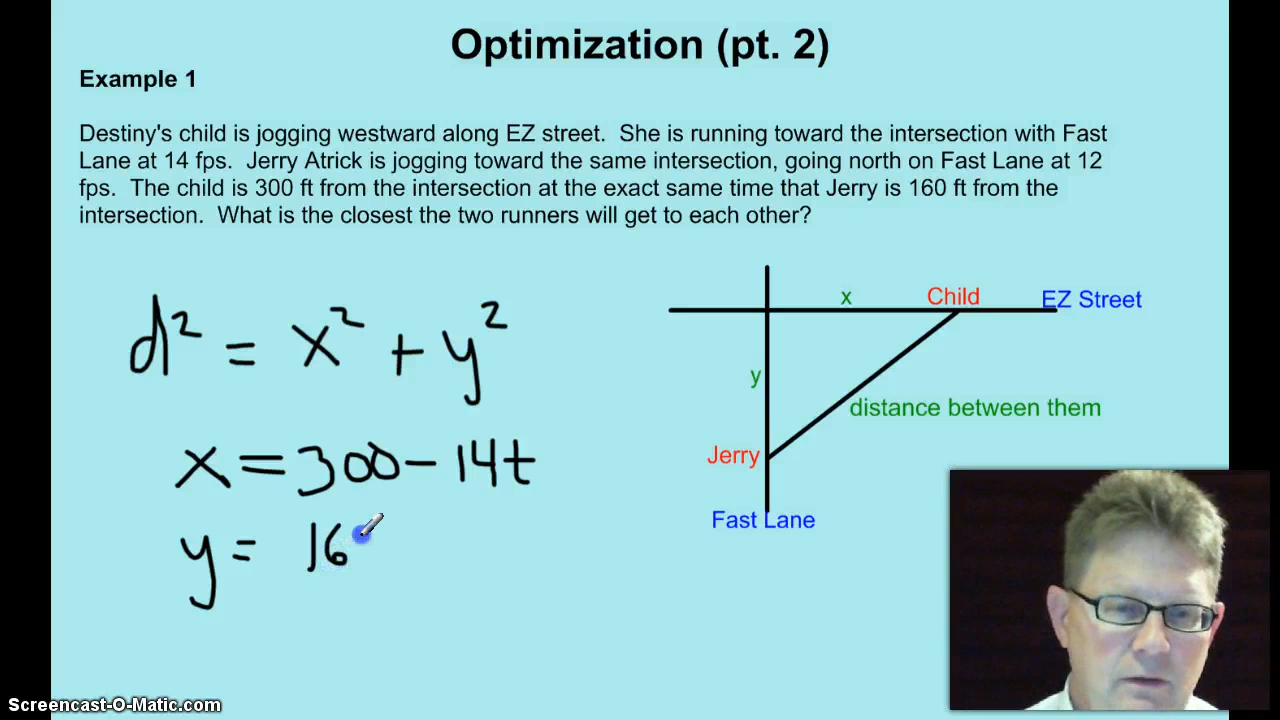 Optimization (pt. 2)
Example 1
Destiny's child is jogging westward along EZ street. She is running toward the intersection with Fast
Lane at 14 fps. Jerry Atrick is jogging toward the same intersection, going north on Fast Lane at 12
fps. The child is 300 ft from the intersection at the exact same time that Jerry is 160 ft from the
intersection. What is the closest the two runners will get to each other?
d² = x² + y²
x = 300 - 14t
y = 16
x
Child
EZ Street
y
distance between them
Jerry
Fast Lane
Screencast-O-Matic.com